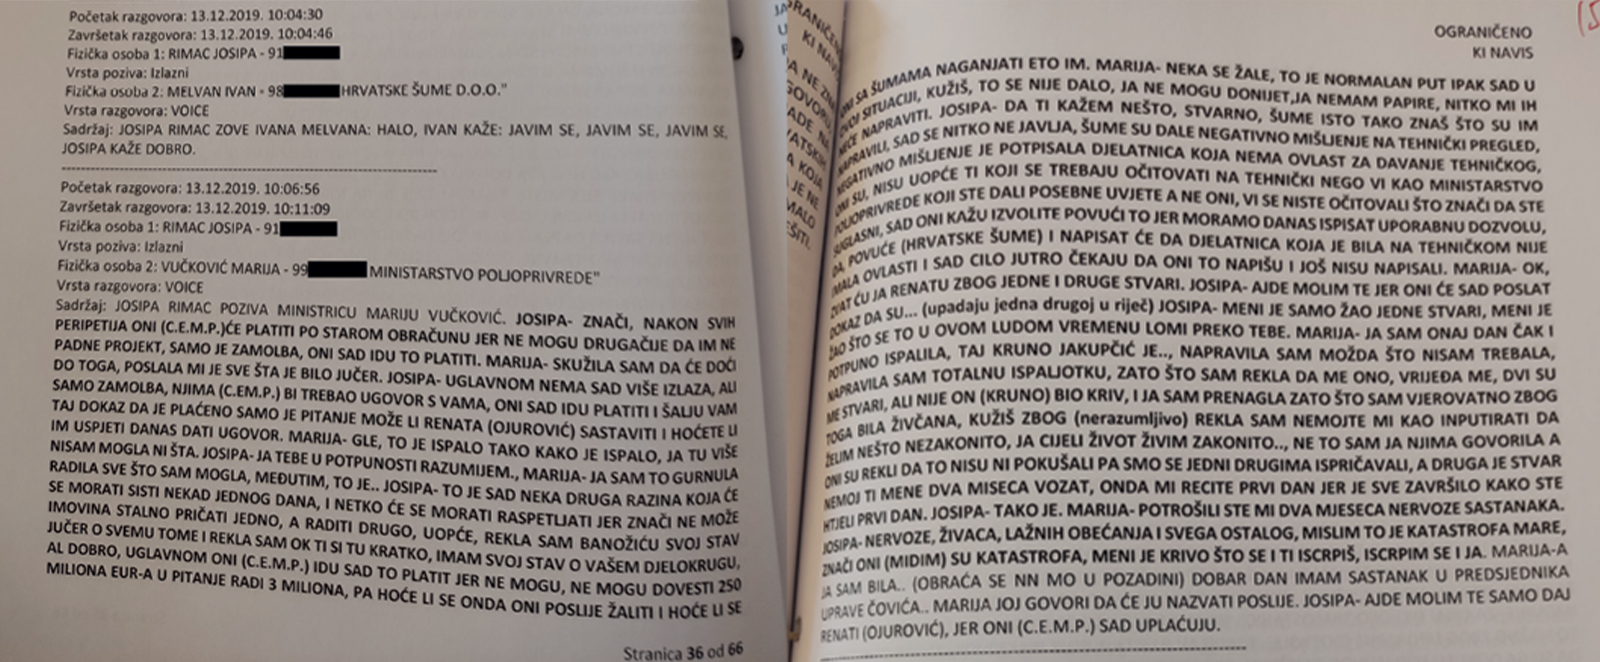 Početak razgovora: 13.12.2019. 10:04:30
Završetak razgovora: 13.12.2019. 10:04:46
Fizička osoba 1: RIMAC JOSIPA - 91
Vrsta poziva: Izlazni
Fizička osoba 2: MELVAN IVAN - 98 HRVATSKE ŠUME D.O.O."
Vrsta razgovora: VOICE
Sadržaj: JOSIPA RIMAC ZOVE IVANA MELVANA: HALO, IVAN KAŽE: JAVIM SE, JAVIM SE, JAVIM SE,
JOSIPA KAŽE DOBRO.
Početak razgovora: 13.12.2019. 10:06:56
Završetak razgovora: 13.12.2019. 10:11:09
Fizička osoba 1: RIMAC JOSIPA - 91
Vrsta poziva: Izlazni
Fizička osoba 2: VUČKOVIĆ MARIJA - 99 MINISTARSTVO POLJOPRIVREDE"
Vrsta razgovora: VOICE
Sadržaj: JOSIPA RIMAC POZIVA MINISTRICU MARIJU VUČKOVIĆ. JOSIPA- ZNAČI, NAKON SVIH
PERIPETIJA ONI (C.E.M.P.)ĆE PLATITI PO STAROM OBRAČUNU JER NE MOGU DRUGAČIJE DA IM NE
PADNE PROJEKT, SAMO JE ZAMOLBA, ONI SAD IDU TO PLATITI. MARIJA- SKUŽILA SAM DA ĆE DOĆI
DO TOGA, POSLALA MI JE SVE ŠTA JE BILO JUČER. JOSIPA- UGLAVNOM NEMA SAD VIŠE IZLAZA, ALI
SAMO ZAMOLBA, NJIMA (C.EM.P.) BI TREBAO UGOVOR S VAMA, ONI SAD IDU PLATITI I ŠALJU VAM
TAJ DOKAZ DA JE PLAĆENO SAMO JE PITANJE MOŽE LI RENATA (OJUROVIĆ) SASTAVITI I HOĆETE LI
IM USPJETI DANAS DATI UGOVOR. MARIJA- GLE, TO JE ISPALO TAKO KAKO JE ISPALO, JA TU VIŠE
NISAM MOGLA NI ŠTA. JOSIPA- JA TEBE U POTPUNOSTI RAZUMIJEM., MARIJA- JA SAM TO GURNULA
RADILA SVE ŠTO SAM MOGLA, MEĐUTIM, TO JE.. JOSIPA- TO JE SAD NEKA DRUGA RAZINA KOJA ĆE
SE MORATI SISTI NEKAD JEDNOG DANA, I NETKO ĆE SE MORATI RASPETLJATI JER ZNAČI NE MOŽE
IMOVINA STALNO PRIČATI JEDNO, A RADITI DRUGO, UOPĆE, REKLA SAM BANOŽIĆU SVOJ STAV
JUČER O SVEMU TOME I REKLA SAM OK TI SI TU KRATKO, IMAM SVOJ STAV O VAŠEM DJELOKRUGU,
AL DOBRO, UGLAVNOM ONI (C.E.M.P.) IDU SAD TO PLATIT JER NE MOGU, NE MOGU DOVESTI 250
MILIONA EUR-A U PITANJE RADI 3 MILIONA, PA HOĆE LI SE ONDA ONI POSLIJE ŽALITI I HOĆE LI SE
Stranica 36 od 66
OGRANIČENO
KI NAVIS
ONI SA ŠUMAMA NAGANJATI ETO IM. MARIJA- NEKA SE ŽALE, TO JE NORMALAN PUT IPAK SAD U
OVOJ SITUACIJI, KUŽIŠ, TO SE NIJE DALO, JA NE MOGU DONIJET,JA NEMAM PAPIRE, NITKO MI IH
NEĆE NAPRAVITI. JOSIPA- DA TI KAŽEM NEŠTO, STVARNO, ŠUME ISTO TAKO ZNAŠ ŠTO SU IM
NAPRAVILI, SAD SE NITKO NE JAVLJA, ŠUME SU DALE NEGATIVNO MIŠLJENJE NA TEHNIČKI PREGLED,
NEGATIVNO MIŠLJENJE JE POTPISALA DJELATNICA KOJA NEMA OVLAST ZA DAVANJE TEHNIČKOG,
ONI SU, NISU UOPĆE TI KOJI SE TREBAJU OČITOVATI NA TEHNIČKI NEGO VI KAO MINISTARSTVO
POLJOPRIVREDE KOJI STE DALI POSEBNE UVJETE A NE ONI, VI SE NISTE OČITOVALI ŠTO ZNAČI DA STE
SUGLASNI, SAD ONI KAŽU IZVOLITE POVUĆI TO JER MORAMO DANAS ISPISAT UPORABNU DOZVOLU,
DA, POVUĆE (HRVATSKE ŠUME) I NAPISAT ĆE DA DJELATNICA KOJA JE BILA NA TEHNIČKOM NIJE
IMALA OVLASTI I SAD CILO JUTRO ČEKAJU DA ONI TO NAPIŠU I JOŠ NISU NAPISALI. MARIJA- OK,
ZVAT ĆU JA RENATU ZBOG JEDNE I DRUGE STVARI. JOSIPA- AJDE MOLIM TE JER ONI ĆE SAD POSLAT
DOKAZ DA SU... (upadaju jedna drugoj u riječ) JOSIPA- MENI JE SAMO ŽAO JEDNE STVARI, MENI JE
ŽAO ŠTO SE TO U OVOM LUDOM VREMENU LOMI PREKO TEBE. MARIJA- JA SAM ONAJ DAN ČAK I
POTPUNO ISPALILA, TAJ KRUNO JAKUPČIĆ JE.., NAPRAVILA SAM MOŽDA ŠTO NISAM TREBALA,
NAPRAVILA SAM TOTALNU ISPALJOTKU, ZATO ŠTO SAM REKLA DA ME ONO, VRIJEĐA ME, DVI SU
ME STVARI, ALI NIJE ON (KRUNO) BIO KRIV, I JA SAM PRENAGLA ZATO ŠTO SAM VJEROVATNO ZBOG
TOGA BILA ŽIVČANA, KUŽIŠ ZBOG (nerazumljivo) REKLA SAM NEMOJTE MI KAO INPUTIRATI DA
ŽELIM NEŠTO NEZAKONITO, JA CIJELI ŽIVOT ŽIVIM ZAKONITO.., NE TO SAM JA NJIMA GOVORILA A
ONI SU REKLI DA TO NISU NI POKUŠALI PA SMO SE JEDNI DRUGIMA ISPRIČAVALI, A DRUGA JE STVAR
NEMOJ TI MENE DVA MISECA VOZAT, ONDA MI RECITE PRVI DAN JER JE SVE ZAVRŠILO KAKO STE
HTJELI PRVI DAN. JOSIPA- TAKO JE. MARIJA- POTROŠILI STE MI DVA MJESECA NERVOZE SASTANAKA.
JOSIPA- NERVOZE, ŽIVACA, LAŽNIH OBEĆANJA I SVEGA OSTALOG, MISLIM TO JE KATASTROFA MARE,
ZNAČI ONI (MIDIM) SU KATASTROFA, MENI JE KRIVO ŠTO SE I TI ISCRPIŠ, ISCRPIM SE I JA. MARIJA-A
JA SAM BILA.. (OBRAĆA SE NN MO U POZADINI) DOBAR DAN IMAM SASTANAK U PREDSJEDNIKA
UPRAVE ČOVIĆA.. MARIJA JOJ GOVORI DA ĆE JU NAZVATI POSLIJE. JOSIPA- AJDE MOLIM TE SAMO DAJ
RENATI (OJUROVIĆ), JER ONI (C.E.M.P.) SAD UPLAĆUJU.